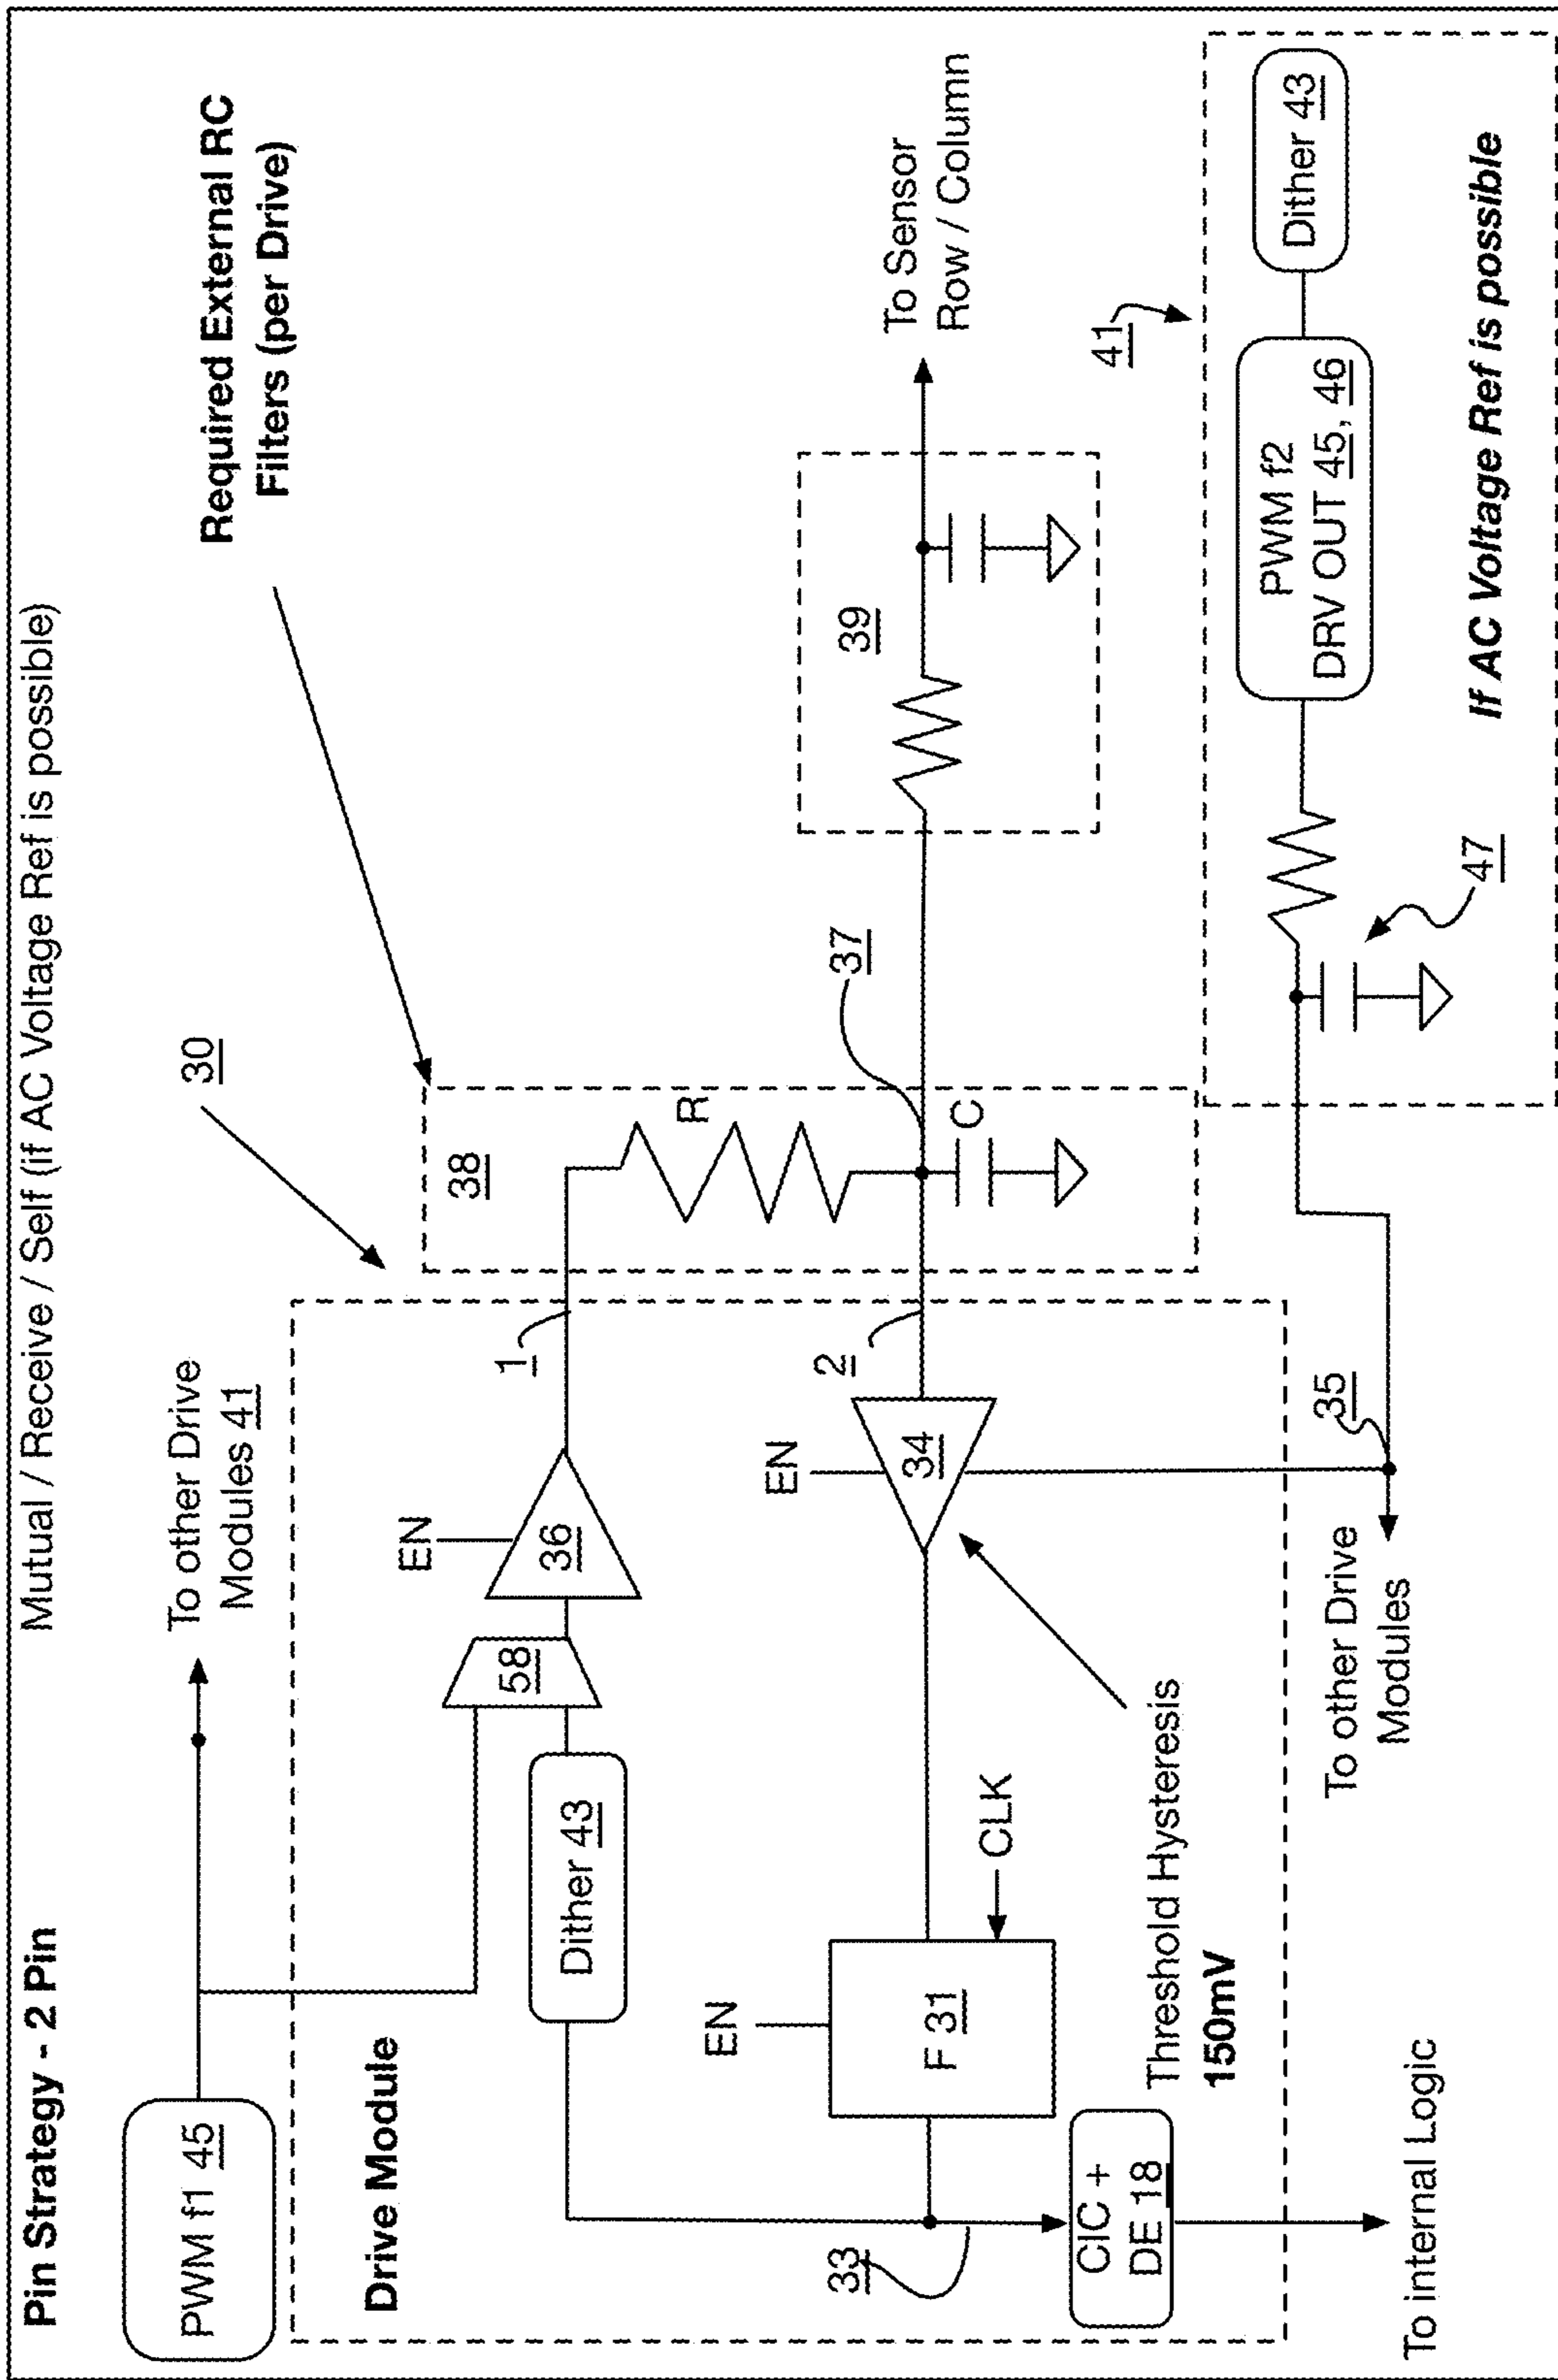 Pin Strategy - 2 Pin
Mutual / Receive / Self (if AC Voltage Ref is possible)
PWM f1 45
To other Drive
Modules 41
30
Required External RC
Filters (per Drive)
Drive Module
EN
58
36
1
38
R
Dither 43
EN
F 31
CLK
EN
34
2
37
C
39
To Sensor
Row / Column
33
CIC +
DE 18
Threshold Hysteresis
150mV
To internal Logic
To other Drive
Modules
35
41
47
PWM f2
DRV OUT 45, 46
Dither 43
If AC Voltage Ref is possible